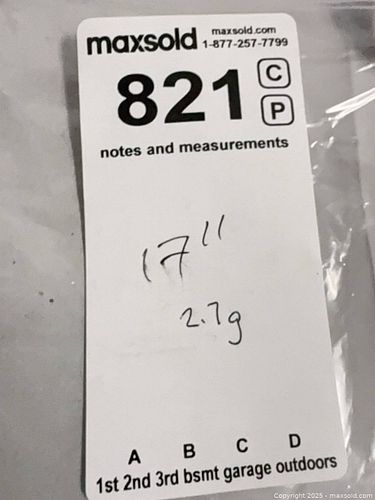 maxsold
maxsold.com
1-877-257-7799
821
C
P
notes and measurements
17"
2.7g
A B C D
1st 2nd 3rd bsmt garage outdoors
Copyright 2025 - maxsold.com